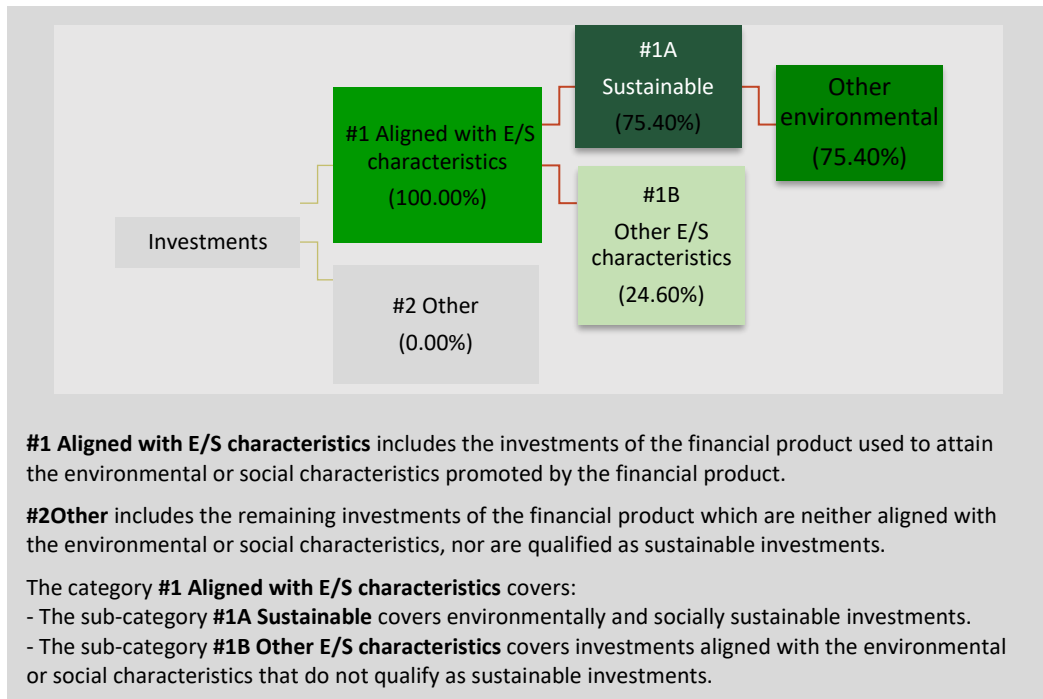 #1A
Sustainable
(75.40%)
Other
environmental
(75.40%)
#1 Aligned with E/S
characteristics
(100.00%)
#1B
Other E/S
characteristics
(24.60%)
Investments
#2 Other
(0.00%)
#1 Aligned with E/S characteristics includes the investments of the financial product used to attain
the environmental or social characteristics promoted by the financial product.
#2Other includes the remaining investments of the financial product which are neither aligned with
the environmental or social characteristics, nor are qualified as sustainable investments.
The category #1 Aligned with E/S characteristics covers:
- The sub-category #1A Sustainable covers environmentally and socially sustainable investments.
- The sub-category #1B Other E/S characteristics covers investments aligned with the environmental
or social characteristics that do not qualify as sustainable investments.